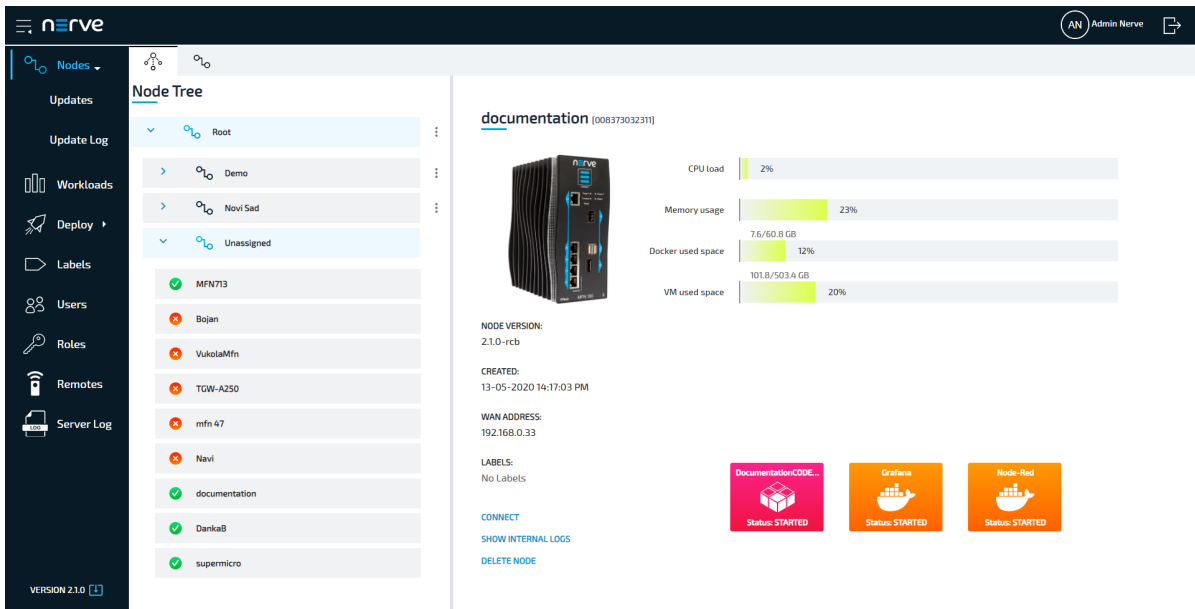 nerve
AN Admin Nerve
Nodes
Updates
Update Log
Workloads
Deploy
Labels
Users
Roles
Remotes
LOG
Server Log
VERSION 2.1.0
Node Tree
Root
Demo
Novi Sad
Unassigned
MFN713
Bojan
VukolaMfn
TGW-A250
mfn 47
Navi
documentation
DankaB
supermicro
documentation [008373032311]
nerve
MFN 100
CPU load 2%
Memory usage 23%
7.6/60.8 GB
Docker used space 12%
101.8/503.4 GB
VM used space 20%
NODE VERSION:
2.1.0-rcb
CREATED:
13-05-2020 14:17:03 PM
WAN ADDRESS:
192.168.0.33
LABELS:
No Labels
CONNECT
SHOW INTERNAL LOGS
DELETE NODE
DocumentationCODE...
Status: STARTED
Grafana
Status: STARTED
Node-Red
Status: STARTED